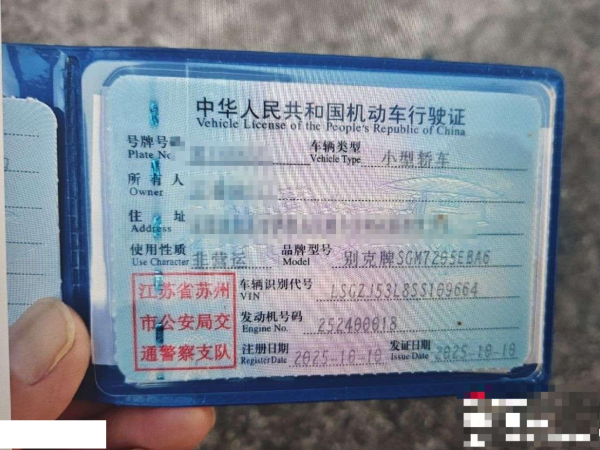 中华人民共和国机动车行驶证
Vehicle License of the People's Republic of China
号牌号 车辆类型 小型轿车
Plate No. Vehicle Type
所有人
Owner
住址
Address
使用性质 非营运 品牌型号 别克牌SGM7205EBA6
Use Character Model
江苏省苏州 车辆识别代号 LSGZJ53L8SS109664
VIN
市公安局交 发动机号码 252400018
Engine No.
通警察支队 注册日期 2025-10-10 发证日期 2025-10-10
Register Date Issue Date